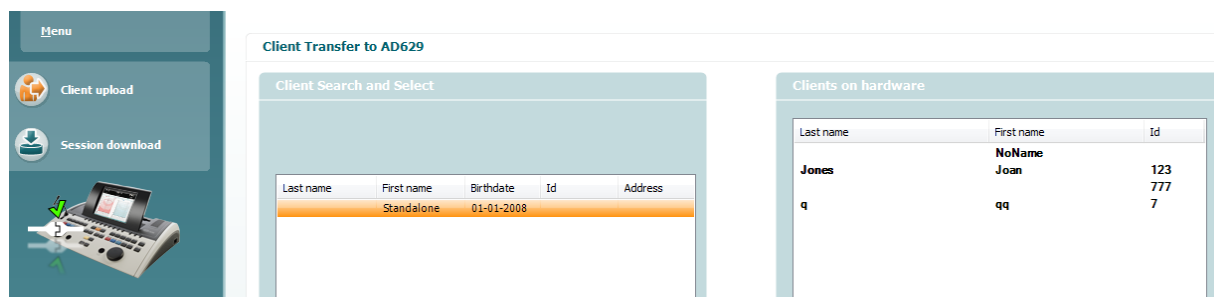 Menu
Client upload
Session download
Client Transfer to AD629
Client Search and Select
Last name First name Birthdate Id Address
Standalone 01-01-2008
Clients on hardware
Last name First name Id
NoName
Jones Joan 123
777
q qq 7